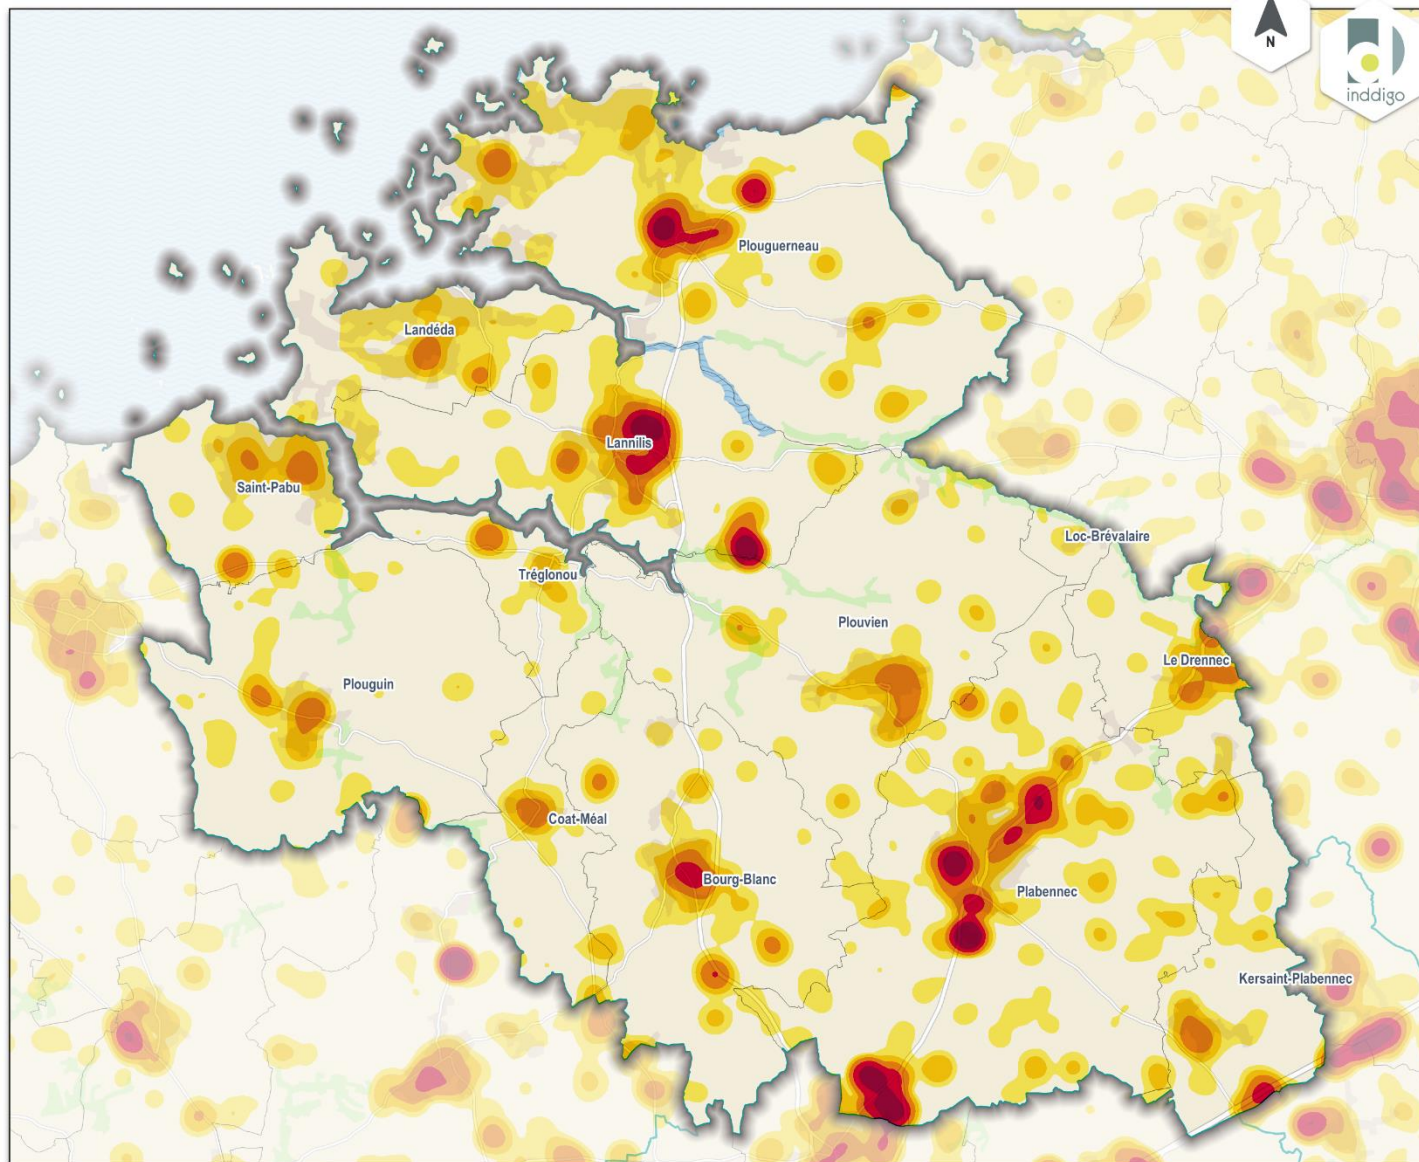 N
inddigo
Plouguerneau
Landéda
Lannilis
Saint-Pabu
Loc-Brévalaire
Tréglonou
Plouvien
Le Drennec
Plouguin
Coat-Méal
Bourg-Blanc
Plabennec
Kersaint-Plabennec